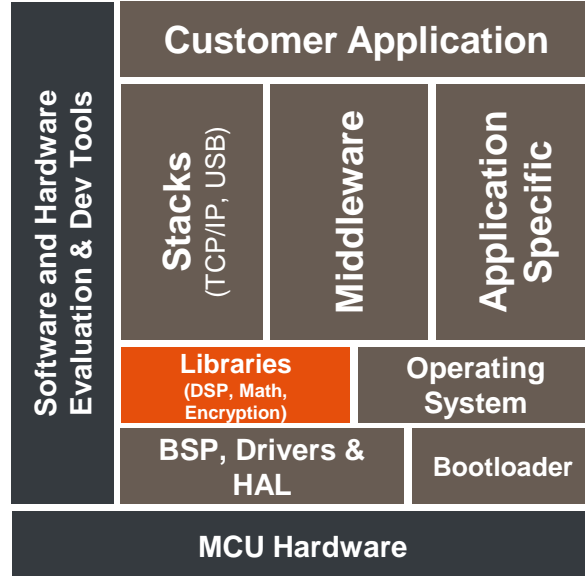 Customer Application
Software and Hardware
Evaluation & Dev Tools
Stacks
(TCP/IP, USB)
Middleware
Application
Specific
Libraries
(DSP, Math,
Encryption)
Operating
System
BSP, Drivers &
HAL
Bootloader
MCU Hardware